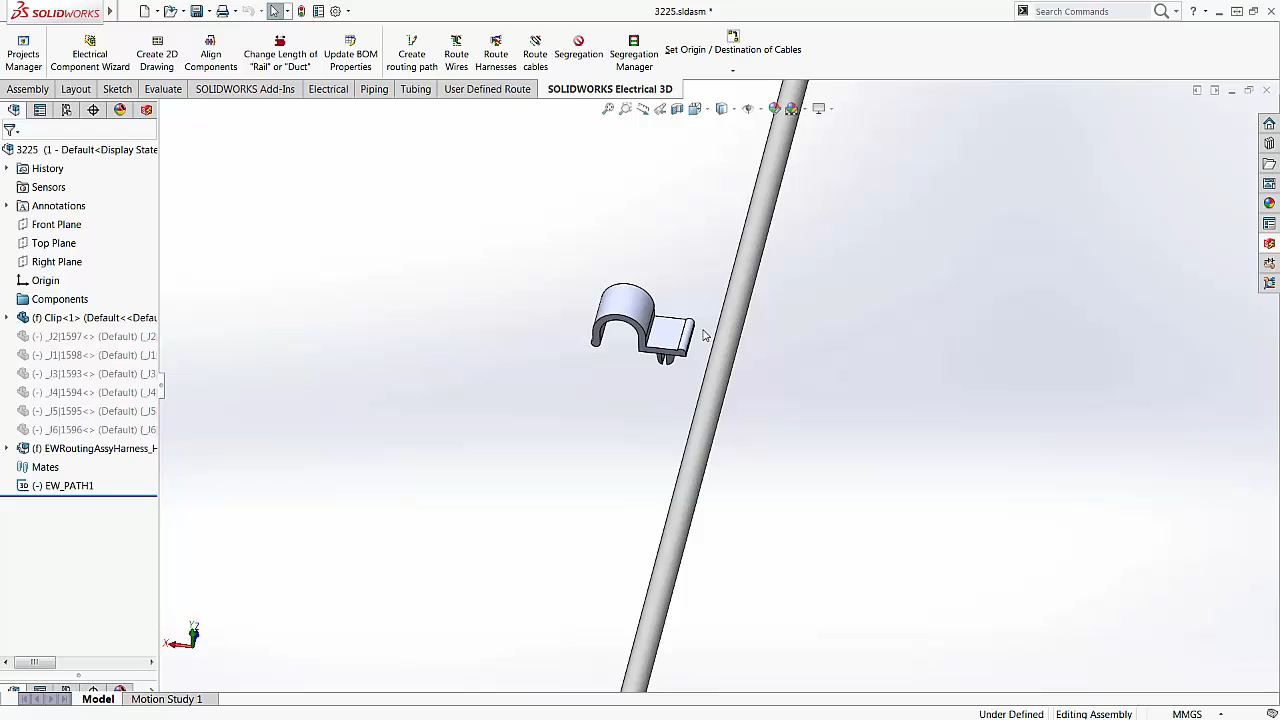 SOLIDWORKS
3225.sldasm *
Search Commands
?
Projects Manager
Electrical Component Wizard
Create 2D Drawing
Align Components
Change Length of "Rail" or "Duct"
Update BOM Properties
Create routing path
Route Wires
Route Harnesses
Route cables
Segregation
Segregation Manager
Set Origin / Destination of Cables
Assembly
Layout
Sketch
Evaluate
SOLIDWORKS Add-Ins
Electrical
Piping
Tubing
User Defined Route
SOLIDWORKS Electrical 3D
3225 (1 - Default<Display State
History
Sensors
Annotations
Front Plane
Top Plane
Right Plane
Origin
Components
(f) Clip<1> (Default<<Defau
(-) _J2|1597<> (Default) [_J2
(-) _J1|1598<> (Default) [_J1
(-) _J3|1593<> (Default) [_J3
(-) _J4|1594<> (Default) [_J4
(-) _J5|1595<> (Default) [_J5
(-) _J6|1596<> (Default) [_J6
(f) EWRoutingAssyHarness_H
Mates
3D (-) EW_PATH1
Y Z
X
Model
Motion Study 1
Under Defined
Editing Assembly
MMGS